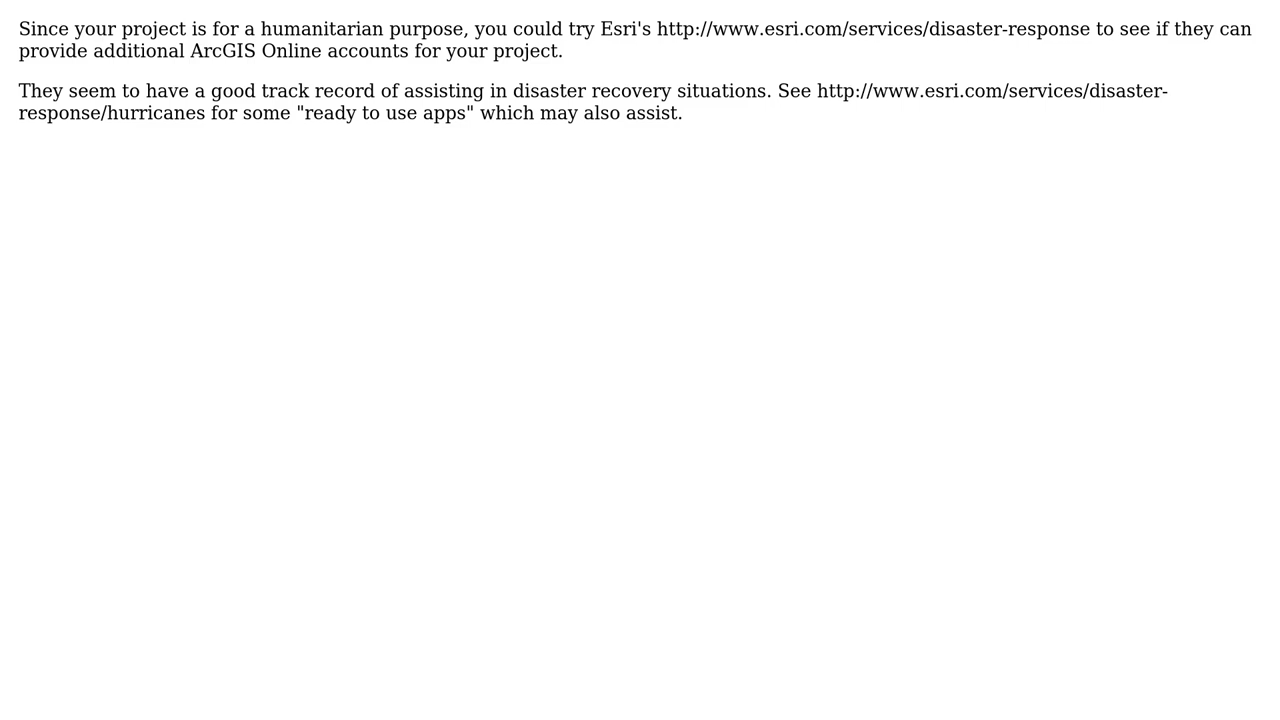 Since your project is for a humanitarian purpose, you could try Esri's http://www.esri.com/services/disaster-response to see if they can
provide additional ArcGIS Online accounts for your project.
They seem to have a good track record of assisting in disaster recovery situations. See http://www.esri.com/services/disaster-
response/hurricanes for some "ready to use apps" which may also assist.